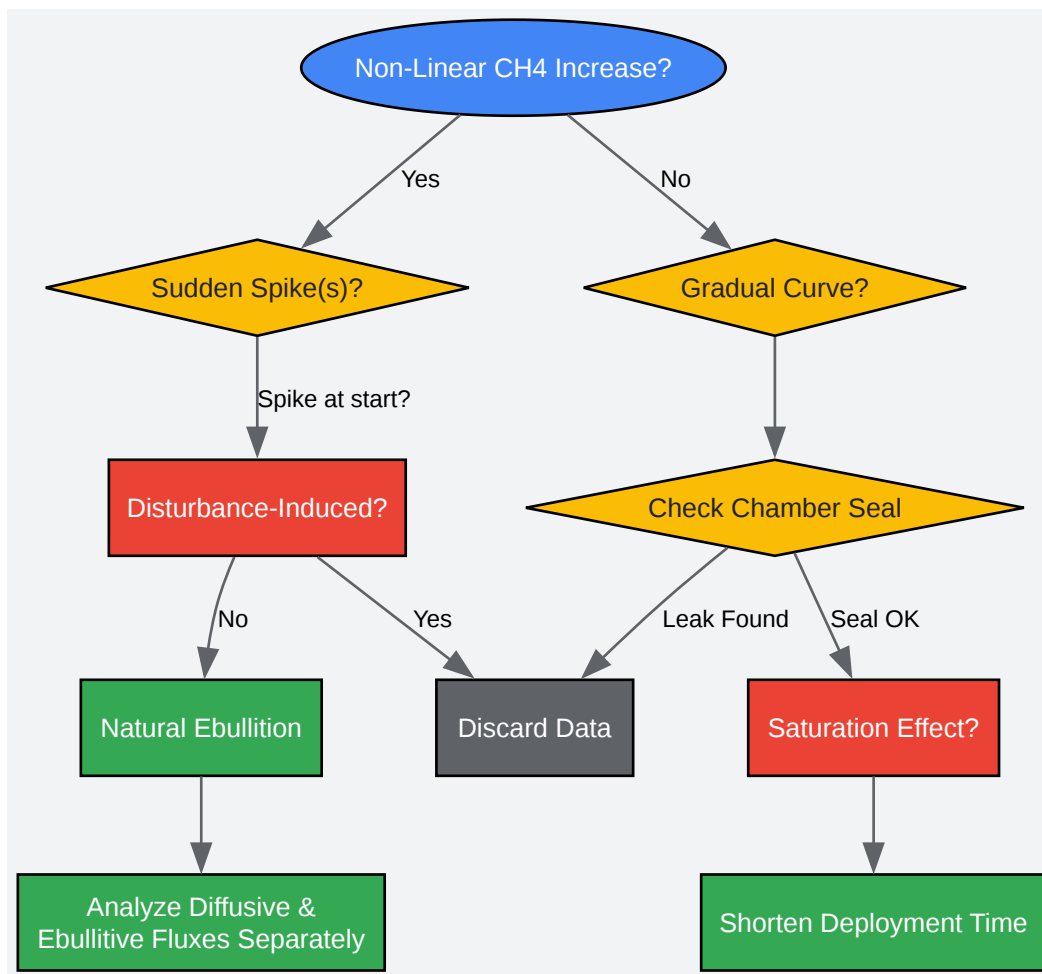 Non-Linear CH4 Increase?
Yes
No
Sudden Spike(s)?
Gradual Curve?
Spike at start?
Disturbance-Induced?
Check Chamber Seal
No
Yes
Leak Found
Seal OK
Natural Ebullition
Discard Data
Saturation Effect?
Analyze Diffusive &
Ebullitive Fluxes Separately
Shorten Deployment Time